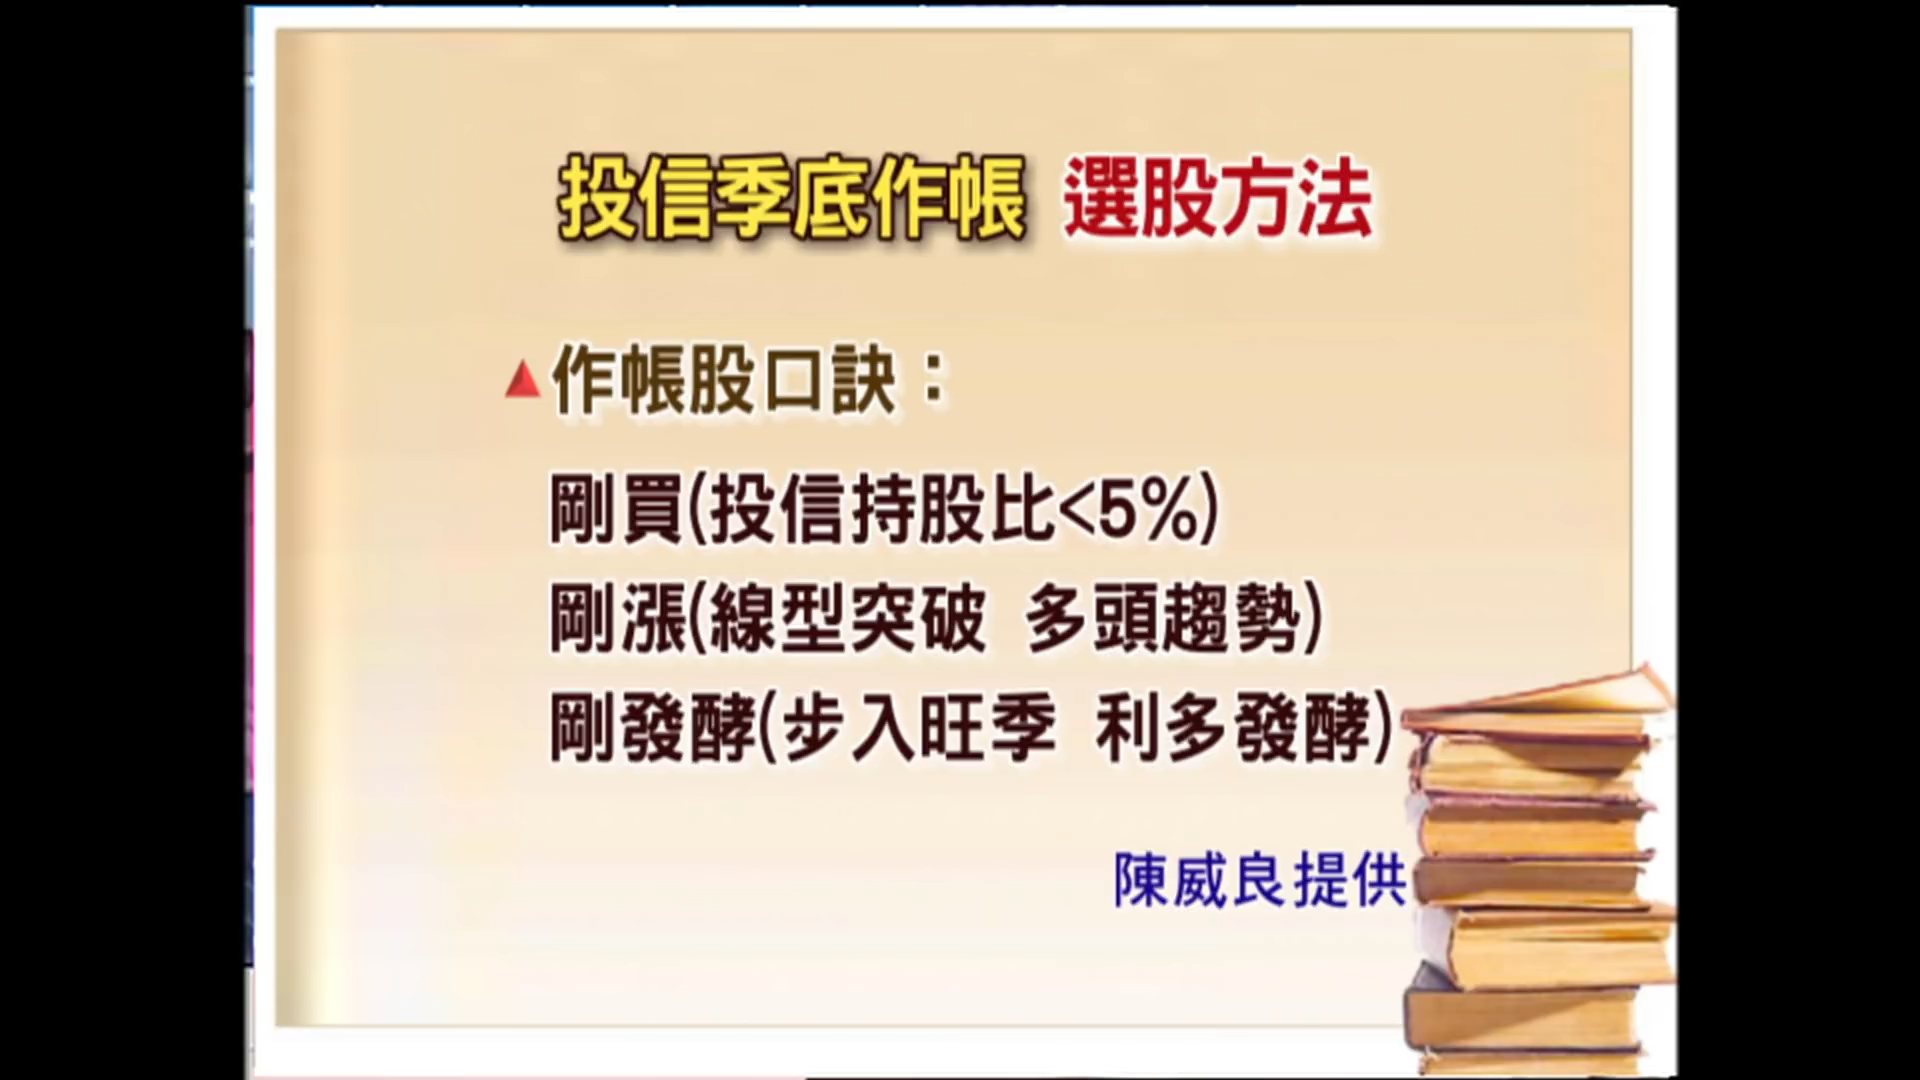 投信季底作帳 選股方法
▲作帳股口訣：
剛買(投信持股比<5%)
剛漲(線型突破 多頭趨勢)
剛發酵(步入旺季 利多發酵)
陳威良提供